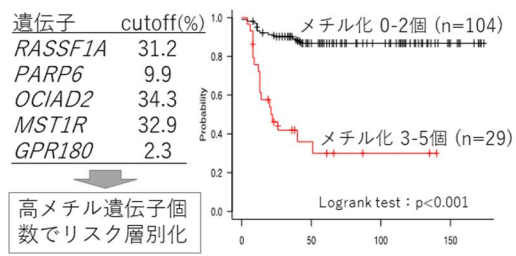 遺伝子 cutoff(%)
RASSF1A 31.2
PARP6 9.9
OCIAD2 34.3
MST1R 32.9
GPR180 2.3
高メチル遺伝子個
数でリスク層別化
メチル化 0-2個 (n=104)
メチル化 3-5個 (n=29)
Logrank test：p<0.001
Probability
1.0
0.8
0.6
0.4
0.2
0.0
0 50 100 150